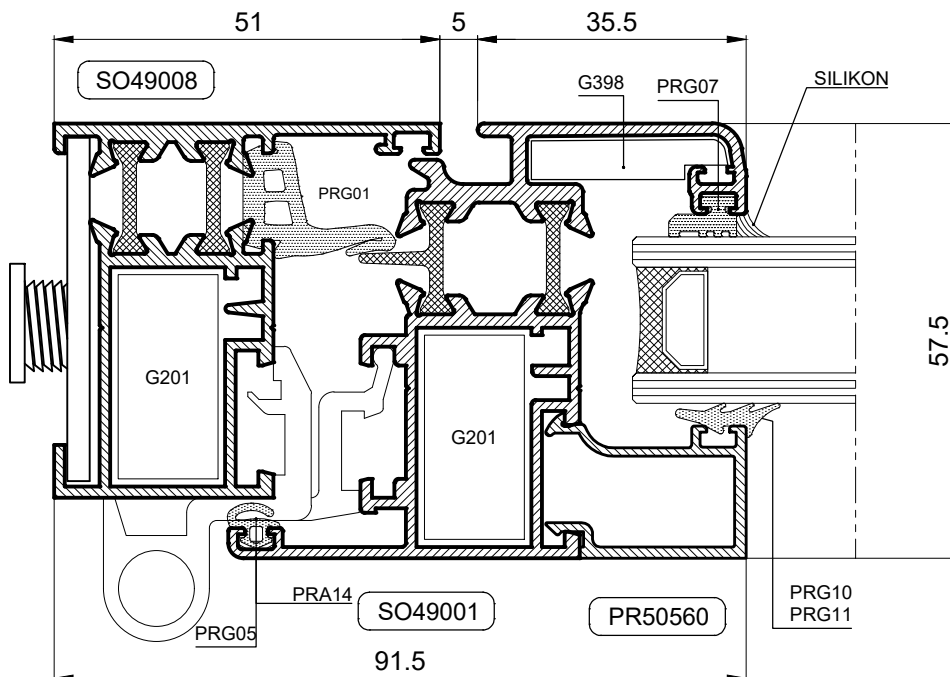 51
5
35.5
SO49008
G398
PRG07
SILIKON
PRG01
57.5
G201
G201
PRA14
SO49001
PR50560
PRG10
PRG11
PRG05
91.5